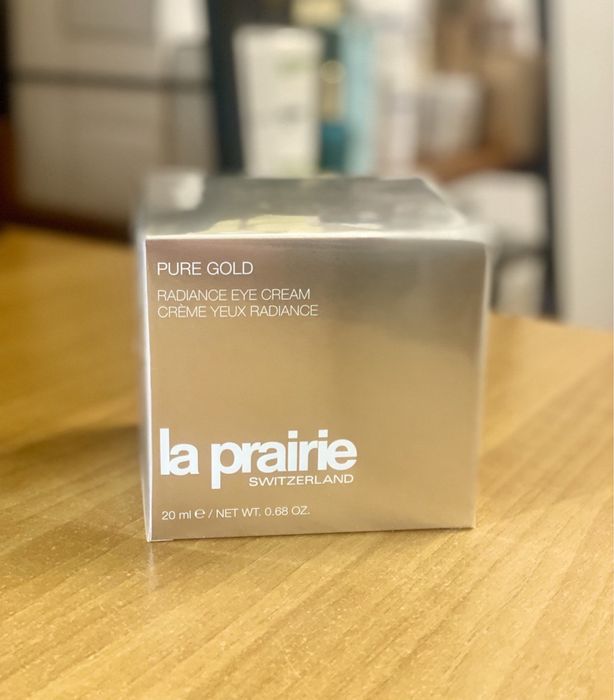 PURE GOLD
RADIANCE EYE CREAM
CRÈME YEUX RADIANCE
la prairie
SWITZERLAND
20 ml ℮ / NET WT. 0.68 OZ.